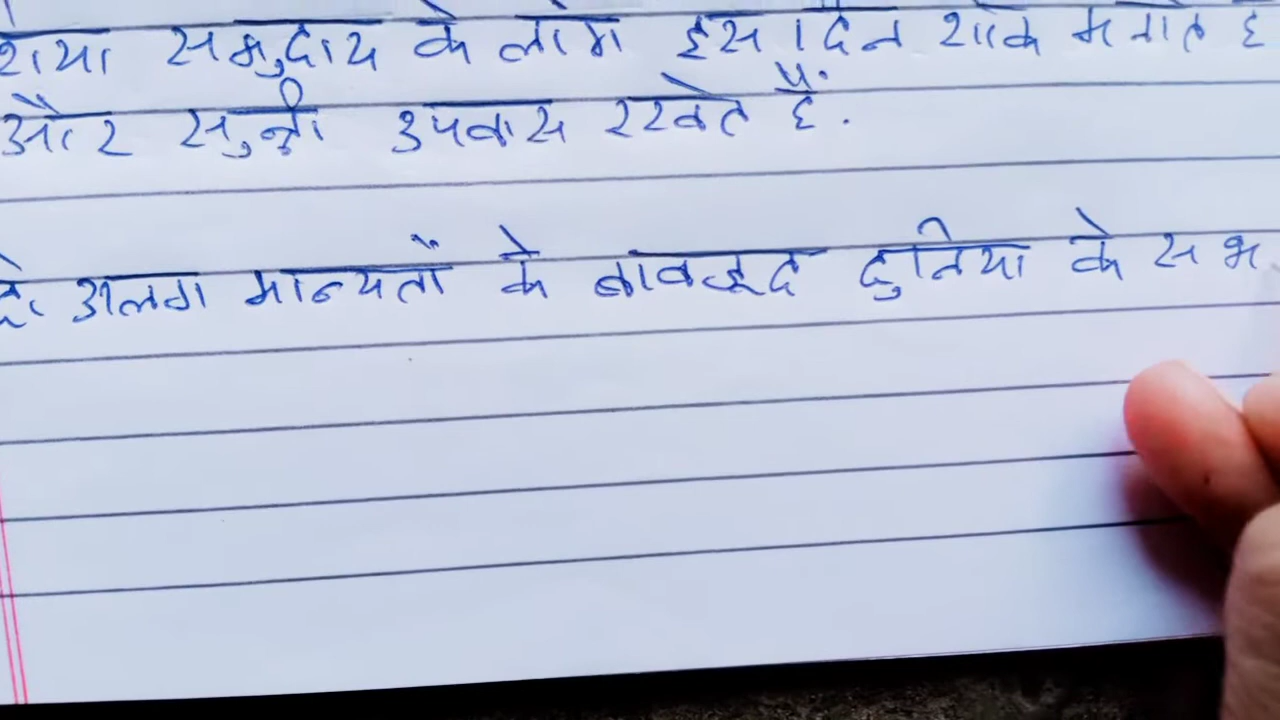 शिया समुदाय के लोग इस दिन शोक मनाते है
और सुन्नी उपवास रखते हैं.
अलग मान्यतों के बावजूद दुनिया के सभ